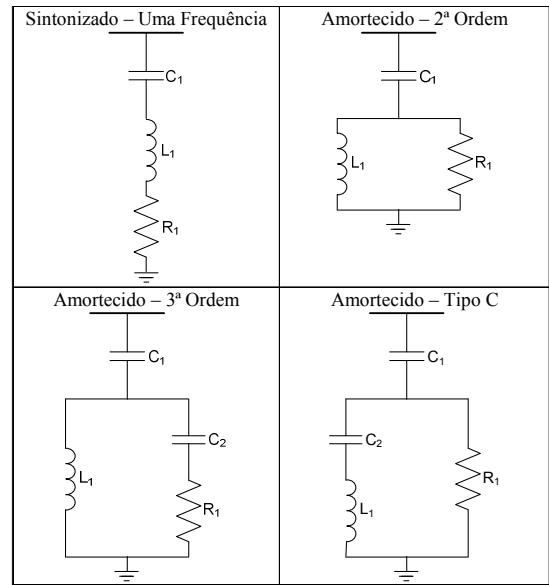 Sintonizado – Uma Frequência
C1
L1
R1
Amortecido – 2ª Ordem
C1
L1
R1
Amortecido – 3ª Ordem
C1
C2
L1
R1
Amortecido – Tipo C
C1
C2
L1
R1